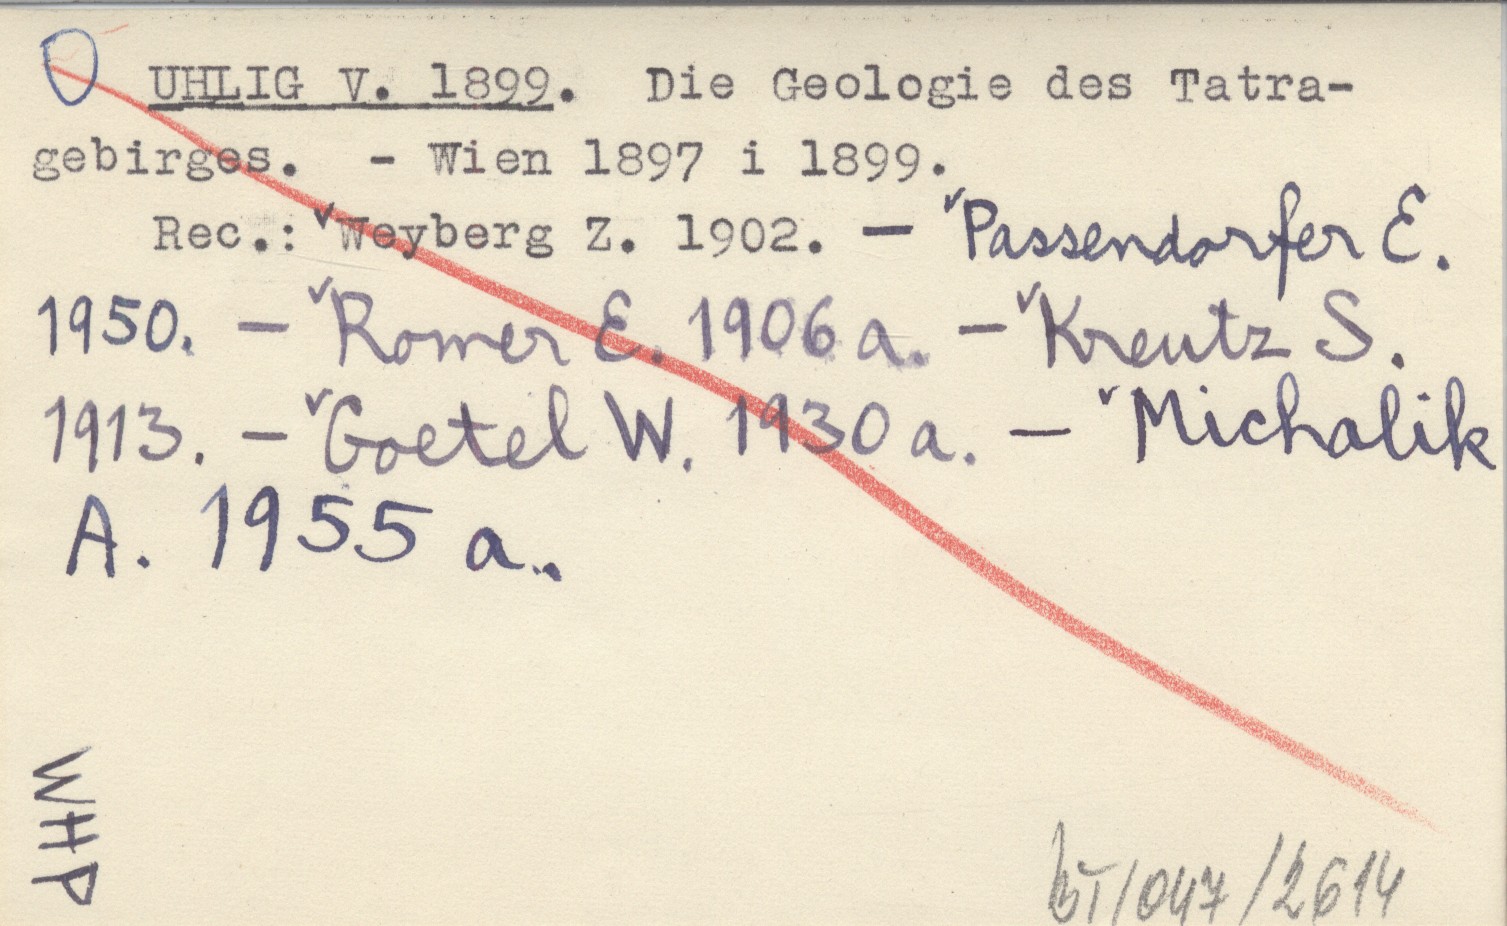 UHLIG V. 1899. Die Geologie des Tatra-
gebirges. - Wien 1897 i 1899.
Rec.: ˅Weyberg Z. 1902. — ˅Passendorfer E.
1950. — ˅Romer E. 1906 a. — ˅Kreutz S.
1913. — ˅Goetel W. 1930 a. — ˅Michalik
A. 1955 a..
WHP
bT/047/2614